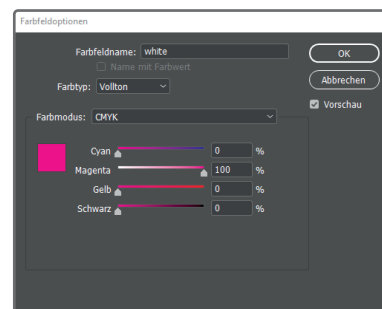 Farbfeldoptionen
Farbfeldname: white
OK
Name mit Farbwert
Abbrechen
Farbtyp: Vollton
Vorschau
Farbmodus: CMYK
Cyan 0 %
Magenta 100 %
Gelb 0 %
Schwarz 0 %